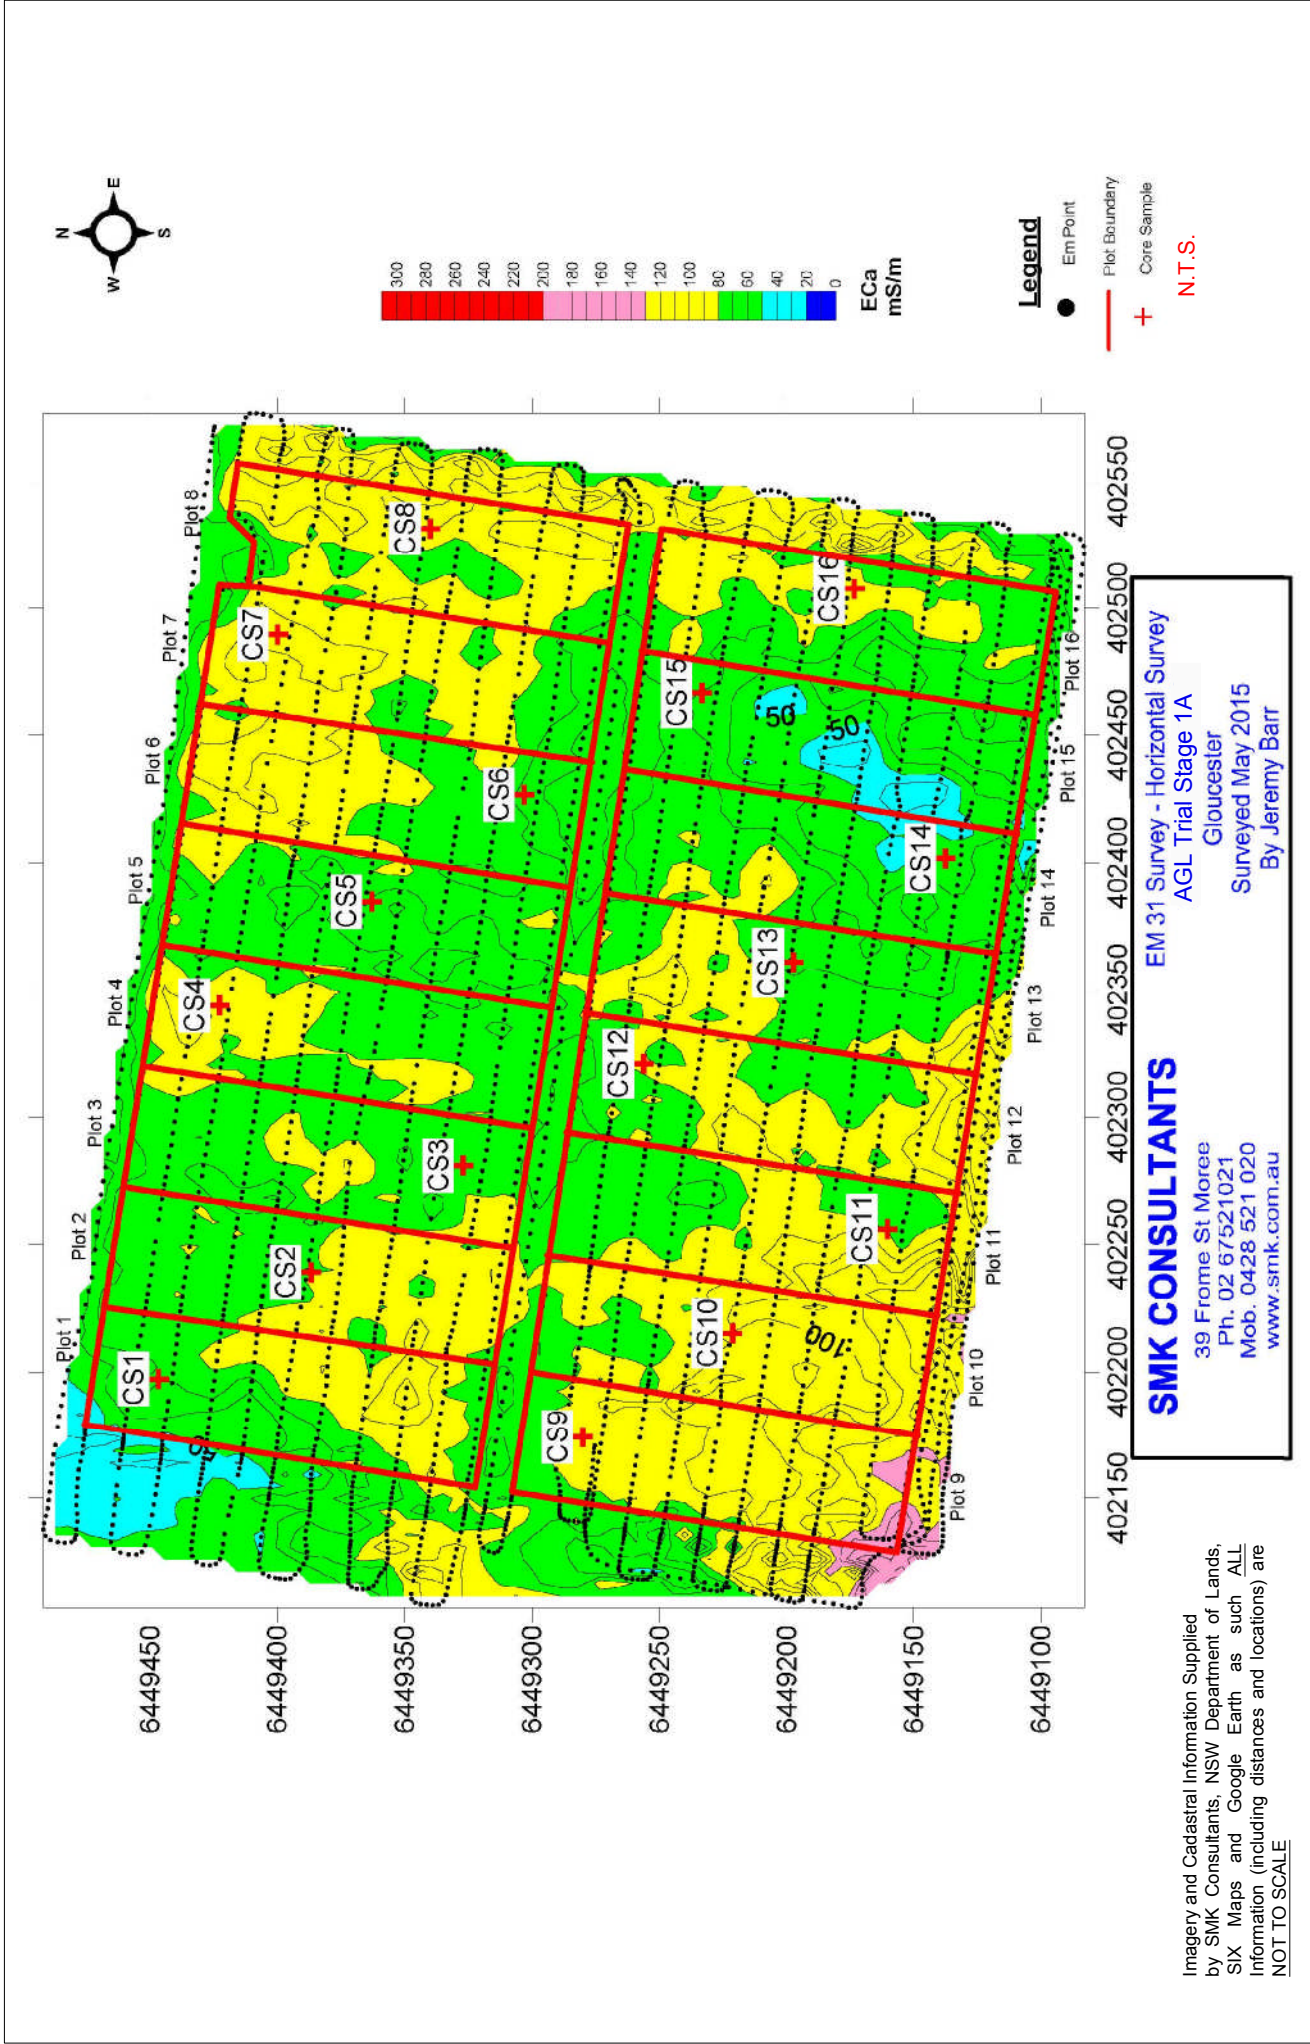 N
W
E
S
300
280
260
240
220
200
180
160
140
120
100
80
60
40
20
0
ECa
mS/m
Legend
Em Point
Plot Boundary
Core Sample
N.T.S.
6449450
6449400
6449350
6449300
6449250
6449200
6449150
6449100
402150
402200
402250
402300
402350
402400
402450
402500
402550
Plot 1
Plot 2
Plot 3
Plot 4
Plot 5
Plot 6
Plot 7
Plot 8
CS1
CS2
CS3
CS4
CS5
CS6
CS7
CS8
CS9
CS10
CS11
CS12
CS13
CS14
CS15
CS16
50
50
100
Plot 9
Plot 10
Plot 11
Plot 12
Plot 13
Plot 14
Plot 15
Plot 16
SMK CONSULTANTS
39 Frome St Moree
Ph. 02 67521021
Mob. 0428 521 020
www.smk.com.au
EM 31 Survey - Horizontal Survey
AGL Trial Stage 1A
Gloucester
Surveyed May 2015
By Jeremy Barr
Imagery and Cadastral Information Supplied
by SMK Consultants, NSW Department of Lands,
SIX Maps and Google Earth as such ALL
Information (including distances and locations) are
NOT TO SCALE